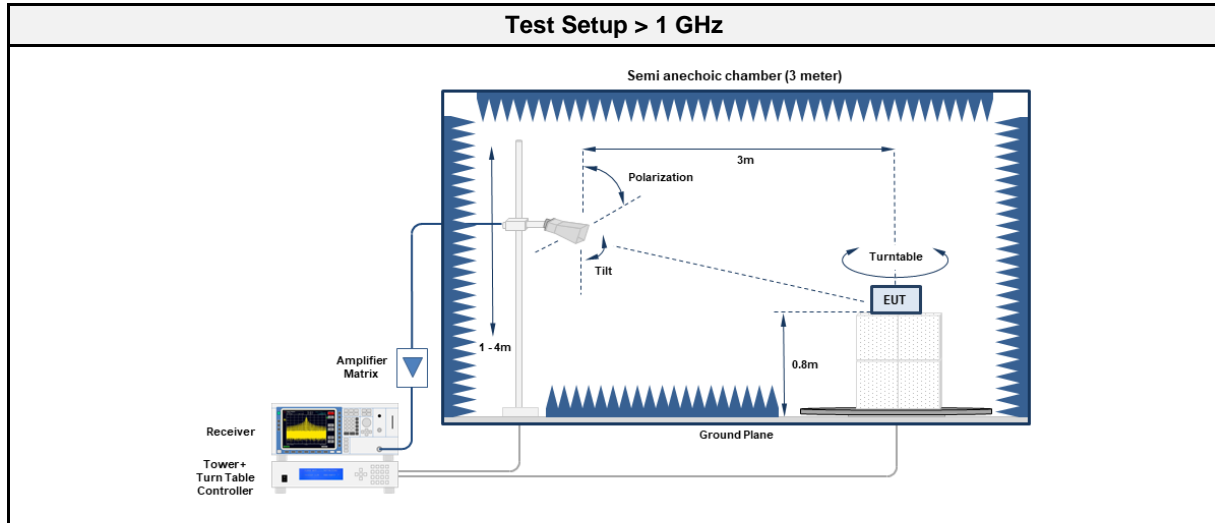 Test Setup > 1 GHz
Semi anechoic chamber (3 meter)
3m
Polarization
Turntable
Tilt
EUT
1 - 4m
0.8m
Amplifier
Matrix
Receiver
Ground Plane
Tower+
Turn Table
Controller